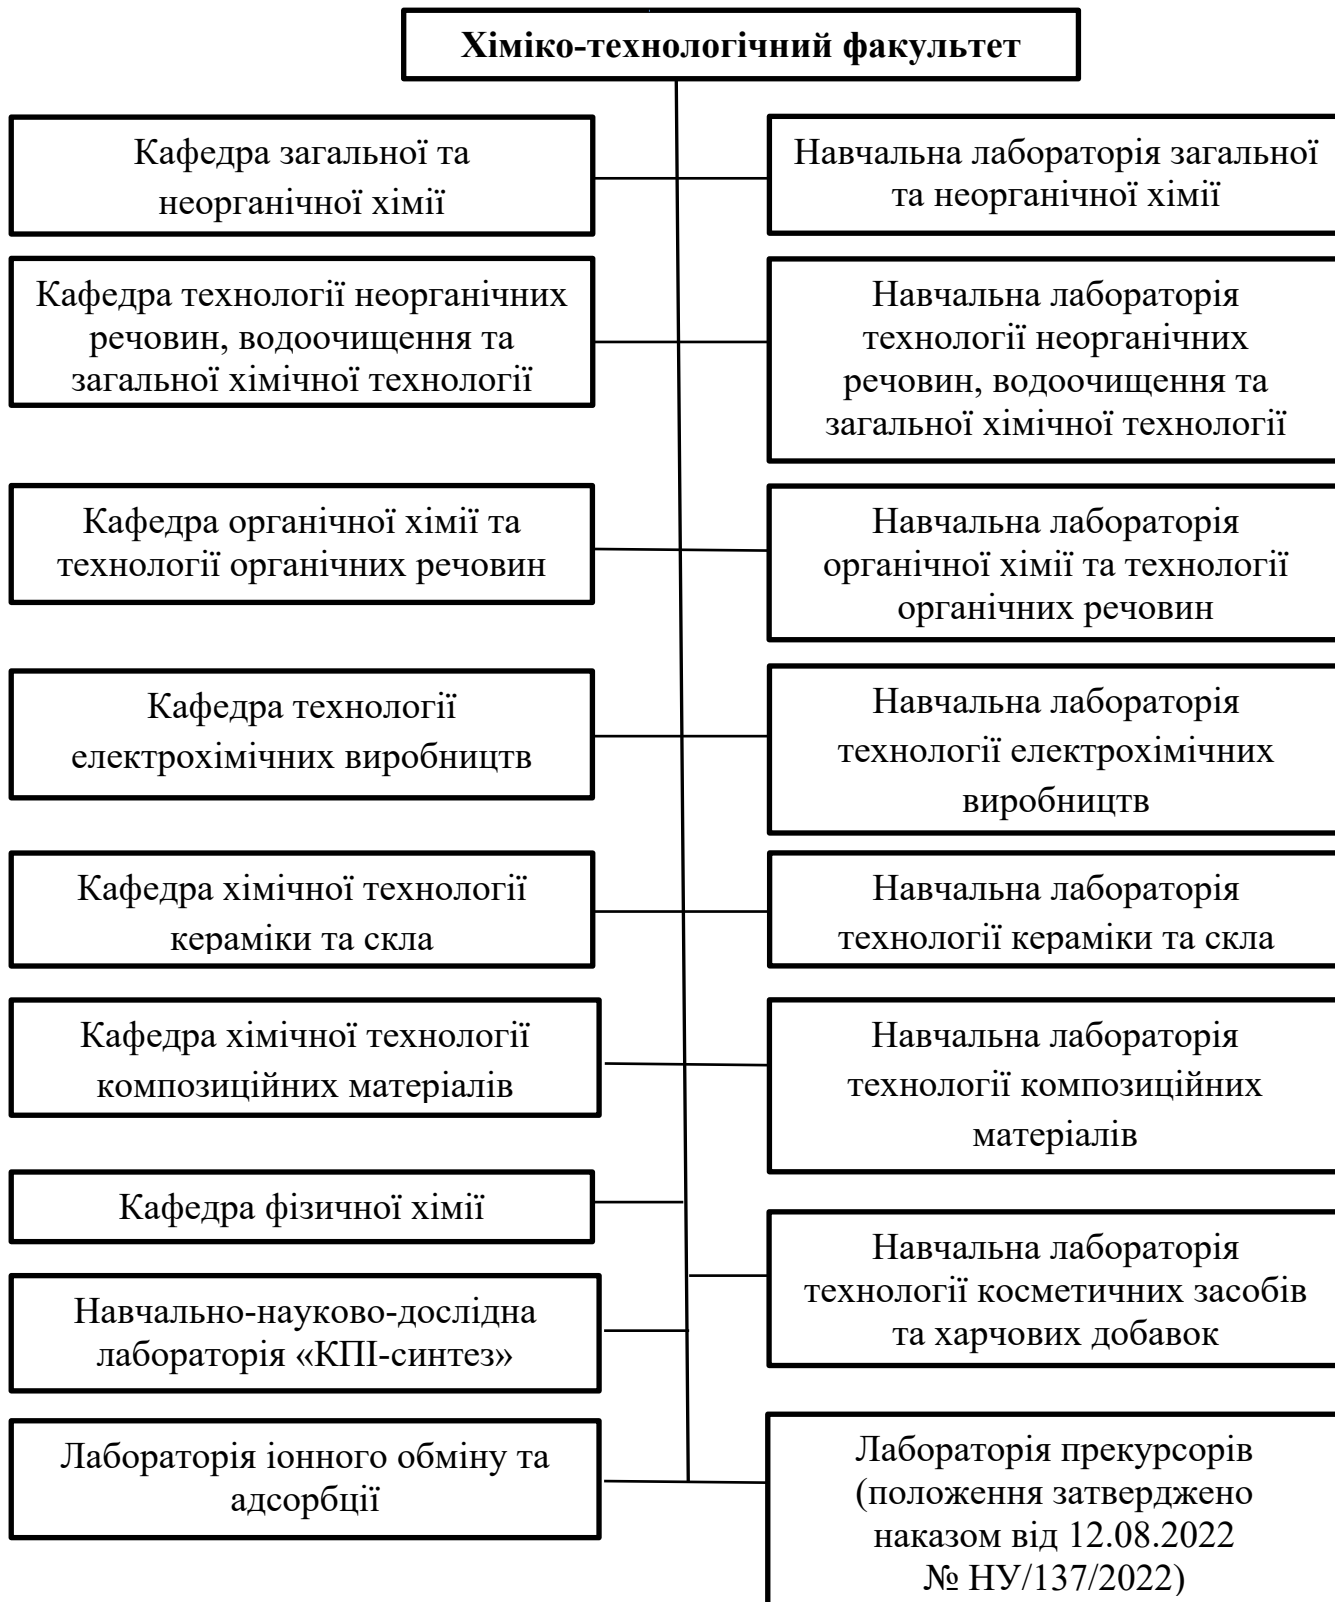 Хіміко-технологічний факультет
Кафедра загальної та
неорганічної хімії
Навчальна лабораторія загальної
та неорганічної хімії
Кафедра технології неорганічних
речовин, водоочищення та
загальної хімічної технології
Навчальна лабораторія
технології неорганічних
речовин, водоочищення та
загальної хімічної технології
Кафедра органічної хімії та
технології органічних речовин
Навчальна лабораторія
органічної хімії та технології
органічних речовин
Кафедра технології
електрохімічних виробництв
Навчальна лабораторія
технології електрохімічних
виробництв
Кафедра хімічної технології
кераміки та скла
Навчальна лабораторія
технології кераміки та скла
Кафедра хімічної технології
композиційних матеріалів
Навчальна лабораторія
технології композиційних
матеріалів
Кафедра фізичної хімії
Навчальна лабораторія
технології косметичних засобів
та харчових добавок
Навчально-науково-дослідна
лабораторія «КПІ-синтез»
Лабораторія іонного обміну та
адсорбції
Лабораторія прекурсорів
(положення затверджено
наказом від 12.08.2022
№ НУ/137/2022)